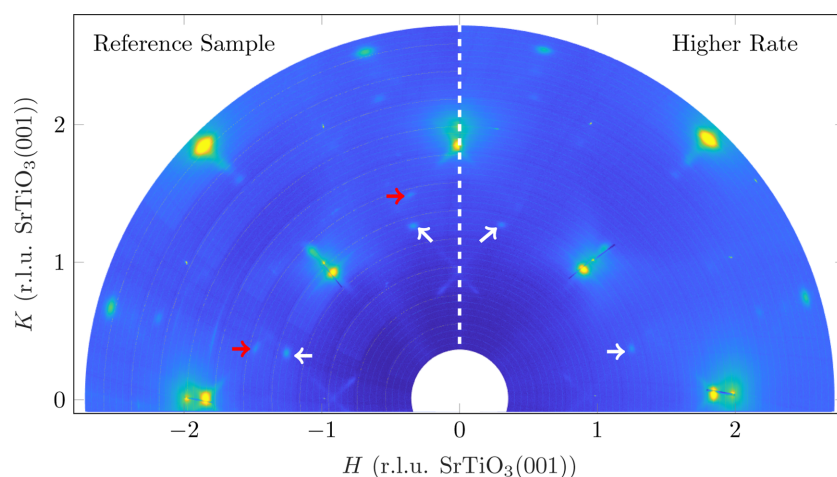 Reference Sample
Higher Rate
2
1
0
K (r.l.u. SrTiO₃(001))
−2
−1
0
1
2
H (r.l.u. SrTiO₃(001))